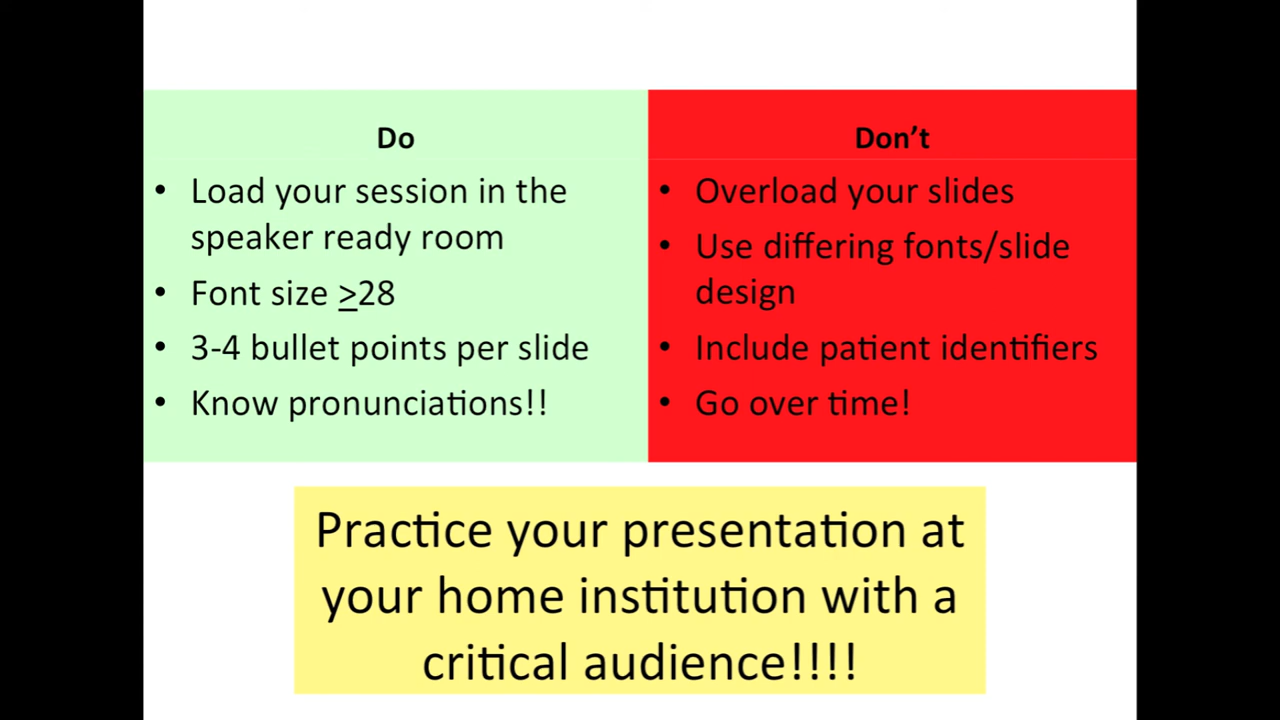 Do
• Load your session in the
speaker ready room
• Font size ≥28
• 3-4 bullet points per slide
• Know pronunciations!!
Don’t
• Overload your slides
• Use differing fonts/slide
design
• Include patient identifiers
• Go over time!
Practice your presentation at
your home institution with a
critical audience!!!!